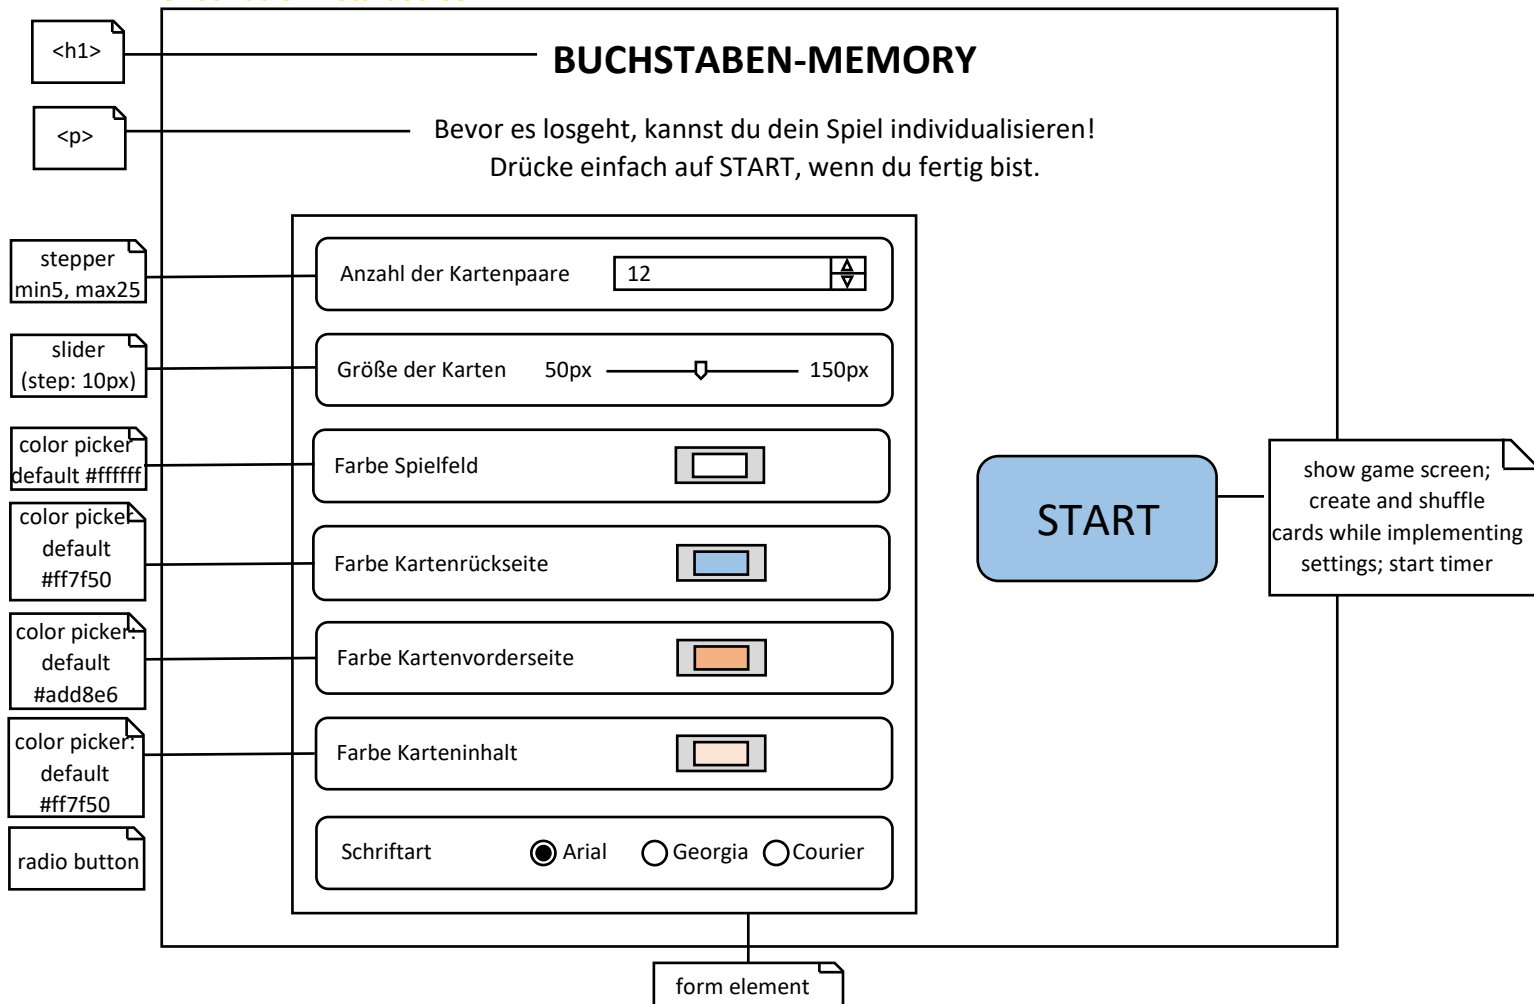 <h1>
BUCHSTABEN-MEMORY
<p>
Bevor es losgeht, kannst du dein Spiel individualisieren!
Drücke einfach auf START, wenn du fertig bist.
stepper
min5, max25
Anzahl der Kartenpaare
12
slider
(step: 10px)
Größe der Karten
50px
150px
color picker
default #ffffff
Farbe Spielfeld
color picker
default
#ff7f50
Farbe Kartenrückseite
color picker:
default
#add8e6
Farbe Kartenvorderseite
color picker:
default
#ff7f50
Farbe Karteninhalt
radio button
Schriftart
Arial
Georgia
Courier
START
show game screen;
create and shuffle
cards while implementing
settings; start timer
form element